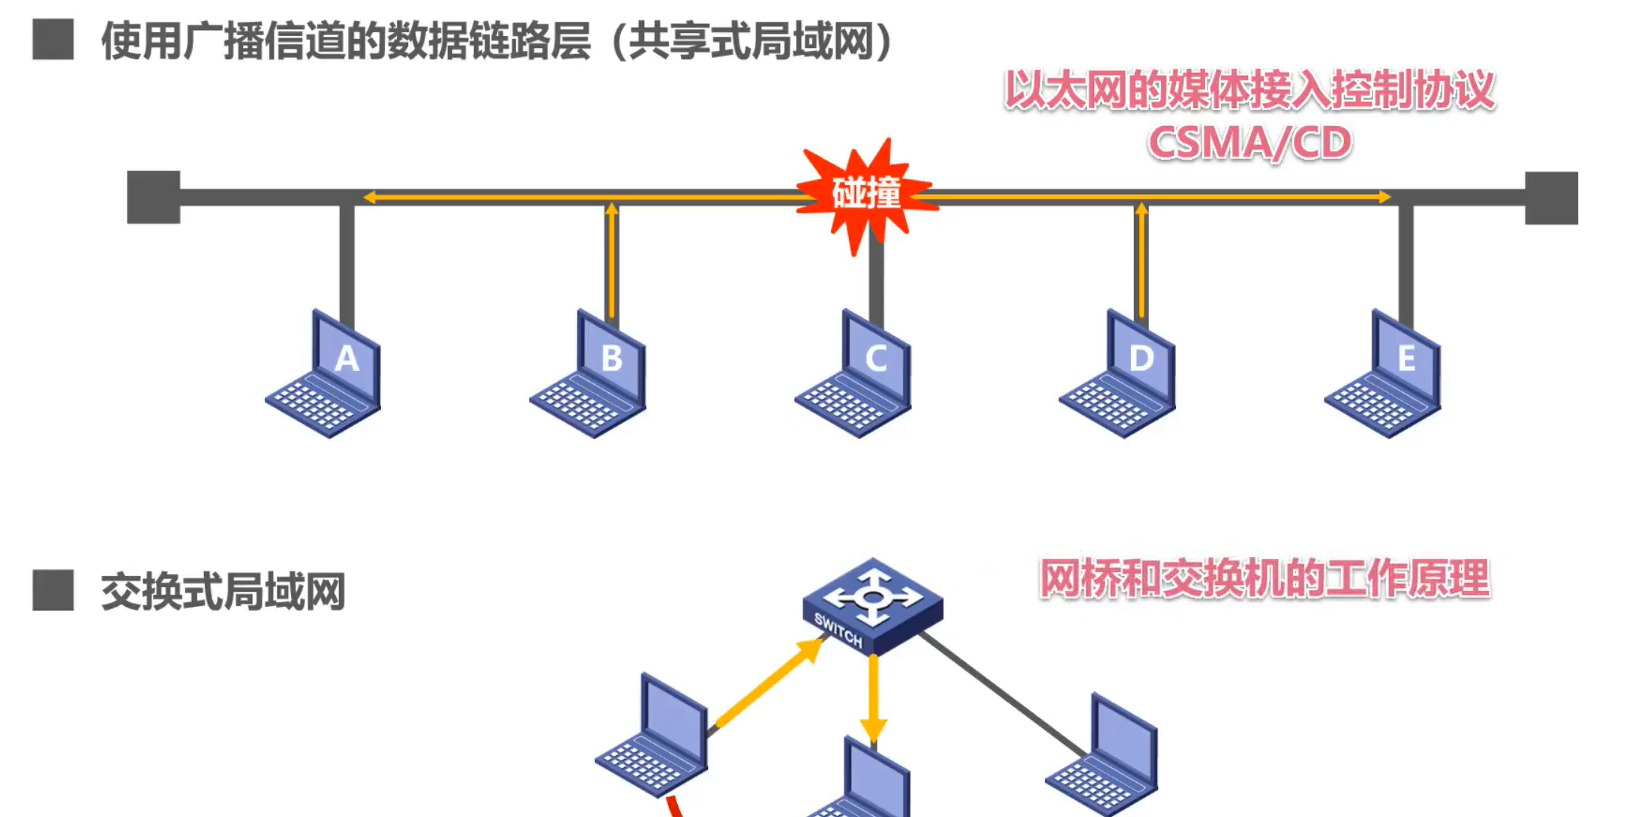 使用广播信道的数据链路层（共享式局域网）
以太网的媒体接入控制协议
CSMA/CD
碰撞
A
B
C
D
E
交换式局域网
网桥和交换机的工作原理
SWITCH